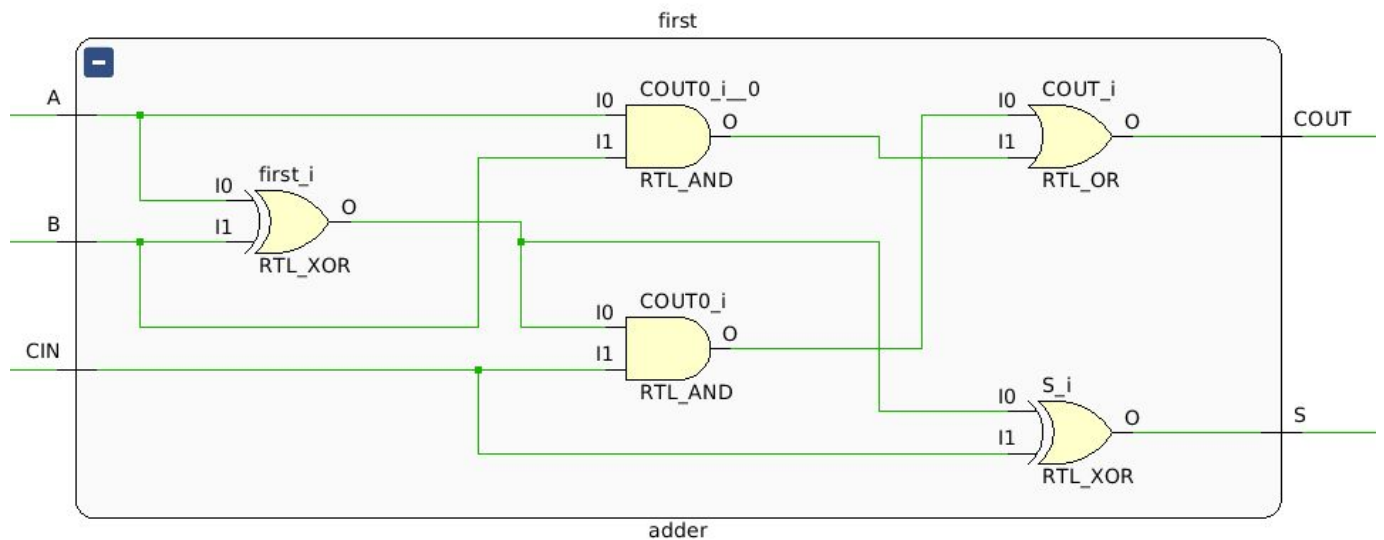 first
A
B
CIN
I0
I1
first_i
O
RTL_XOR
I0
I1
COUT0_i__0
O
RTL_AND
I0
I1
COUT0_i
O
RTL_AND
I0
I1
COUT_i
O
RTL_OR
I0
I1
S_i
O
RTL_XOR
COUT
S
adder